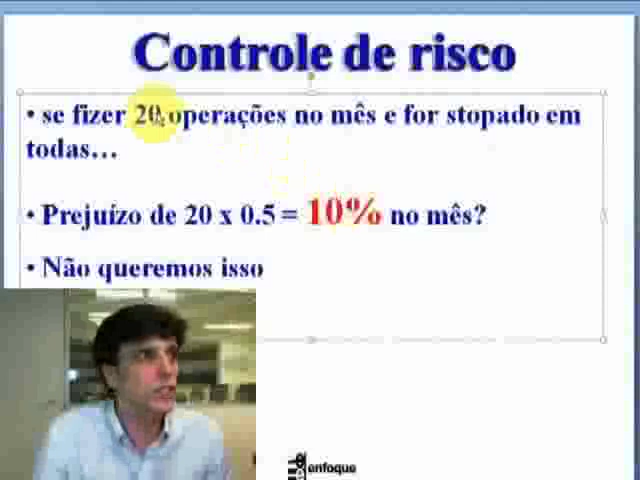 Controle de risco
• se fizer 20 operações no mês e for stopado em
todas...
• Prejuízo de 20 x 0.5 = 10% no mês?
• Não queremos isso
enfoque